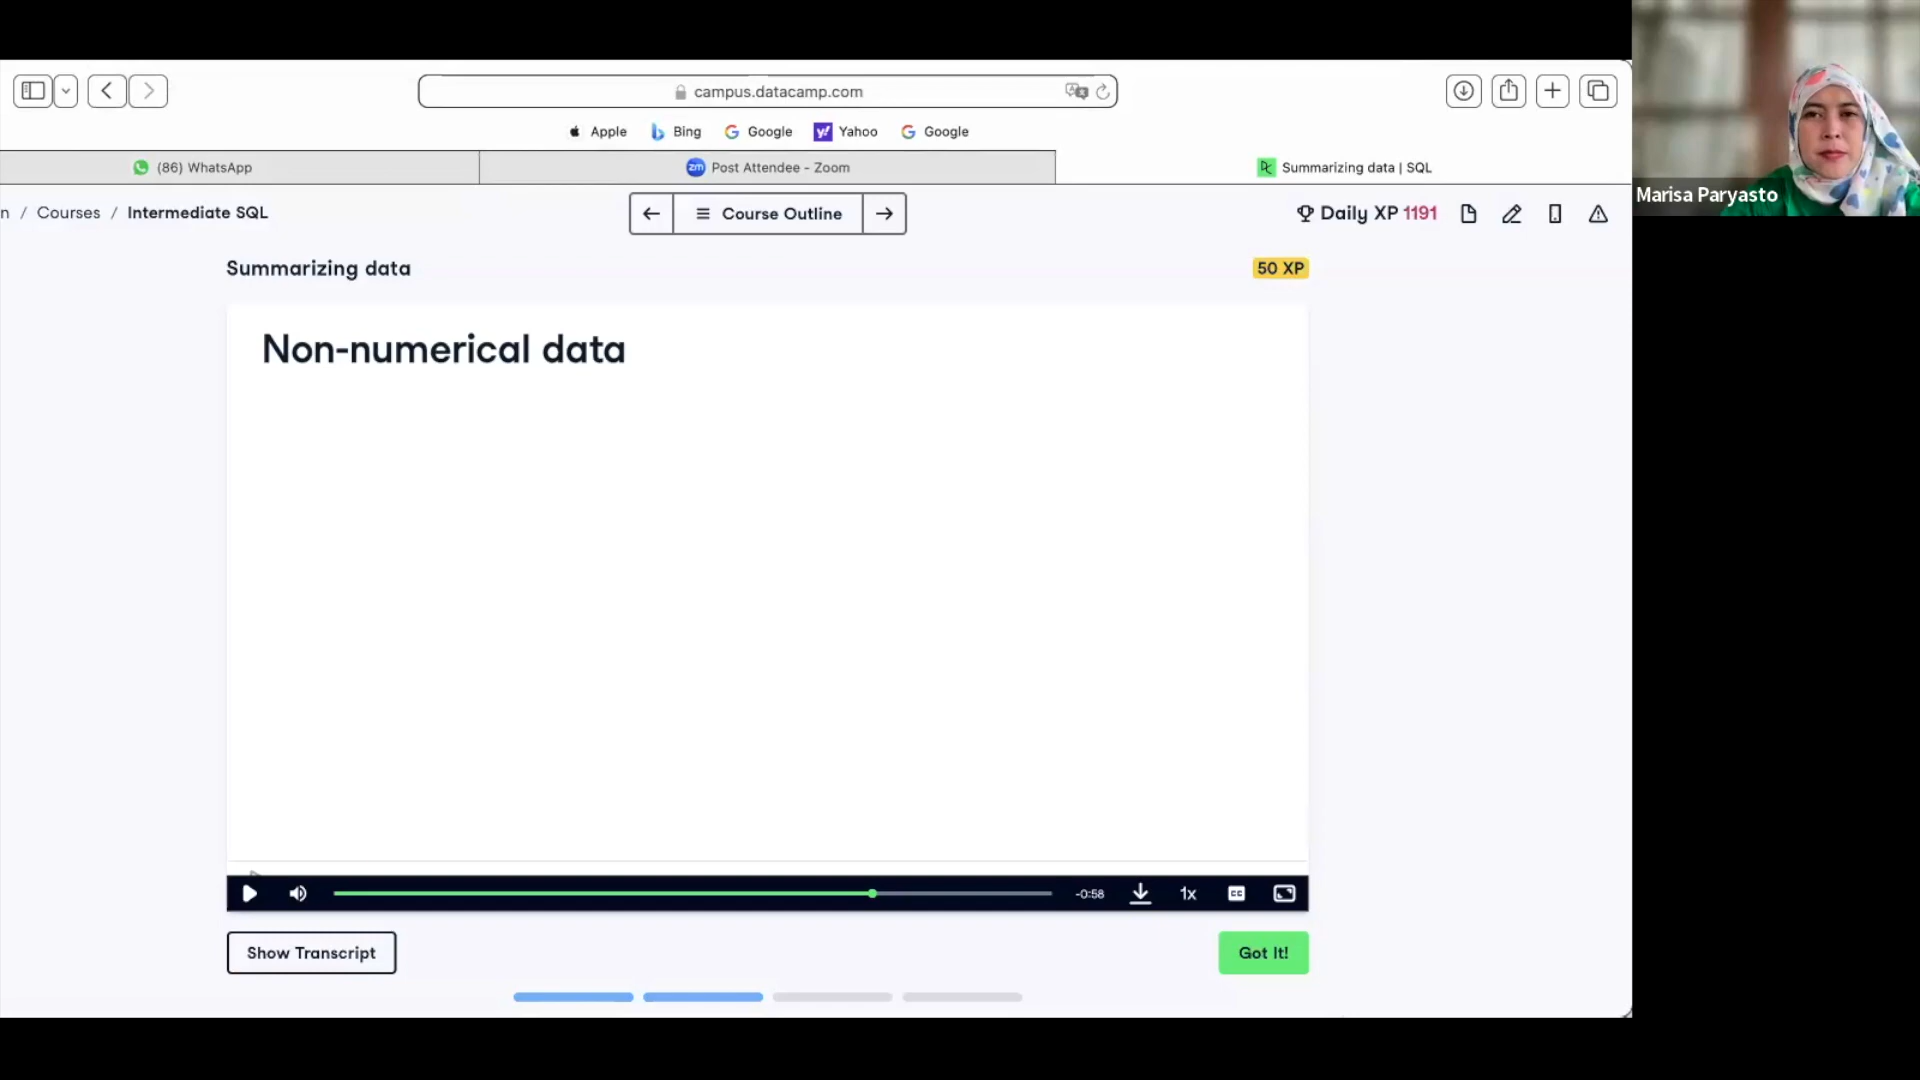 campus.datacamp.com
Apple
Bing
Google
Yahoo
Google
(86) WhatsApp
zm Post Attendee - Zoom
Summarizing data | SQL
n / Courses / Intermediate SQL
Course Outline
Daily XP 1191
Marisa Paryasto
Summarizing data
50 XP
Non-numerical data
-0:58
1x
CC
Show Transcript
Got It!